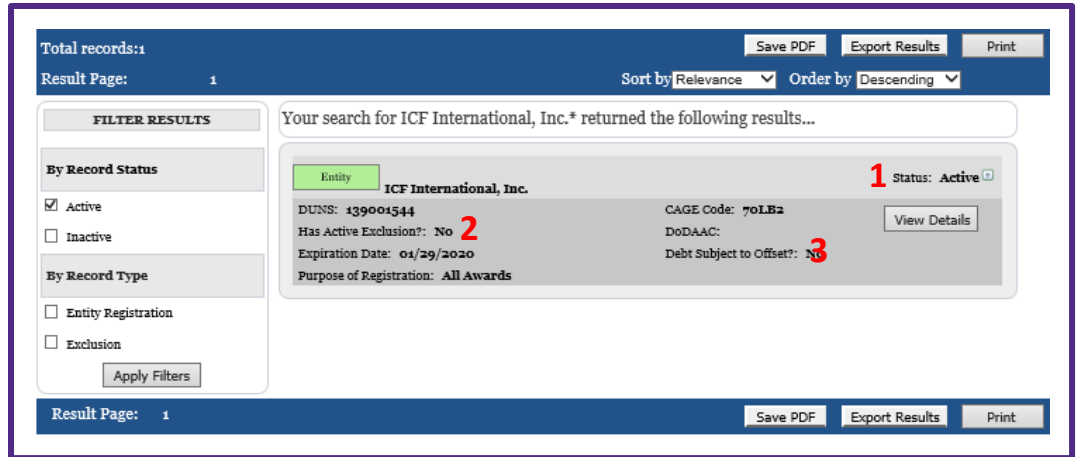 Total records:1
Save PDF Export Results Print
Result Page: 1
Sort by Relevance Order by Descending
FILTER RESULTS
Your search for ICF International, Inc.* returned the following results...
By Record Status
Active
Inactive
By Record Type
Entity Registration
Exclusion
Apply Filters
Entity
ICF International, Inc.
1 Status: Active
DUNS: 139001544
CAGE Code: 70LB2
View Details
Has Active Exclusion?: No 2
DoDAAC:
Expiration Date: 01/29/2020
Debt Subject to Offset?: No 3
Purpose of Registration: All Awards
Result Page: 1
Save PDF Export Results Print